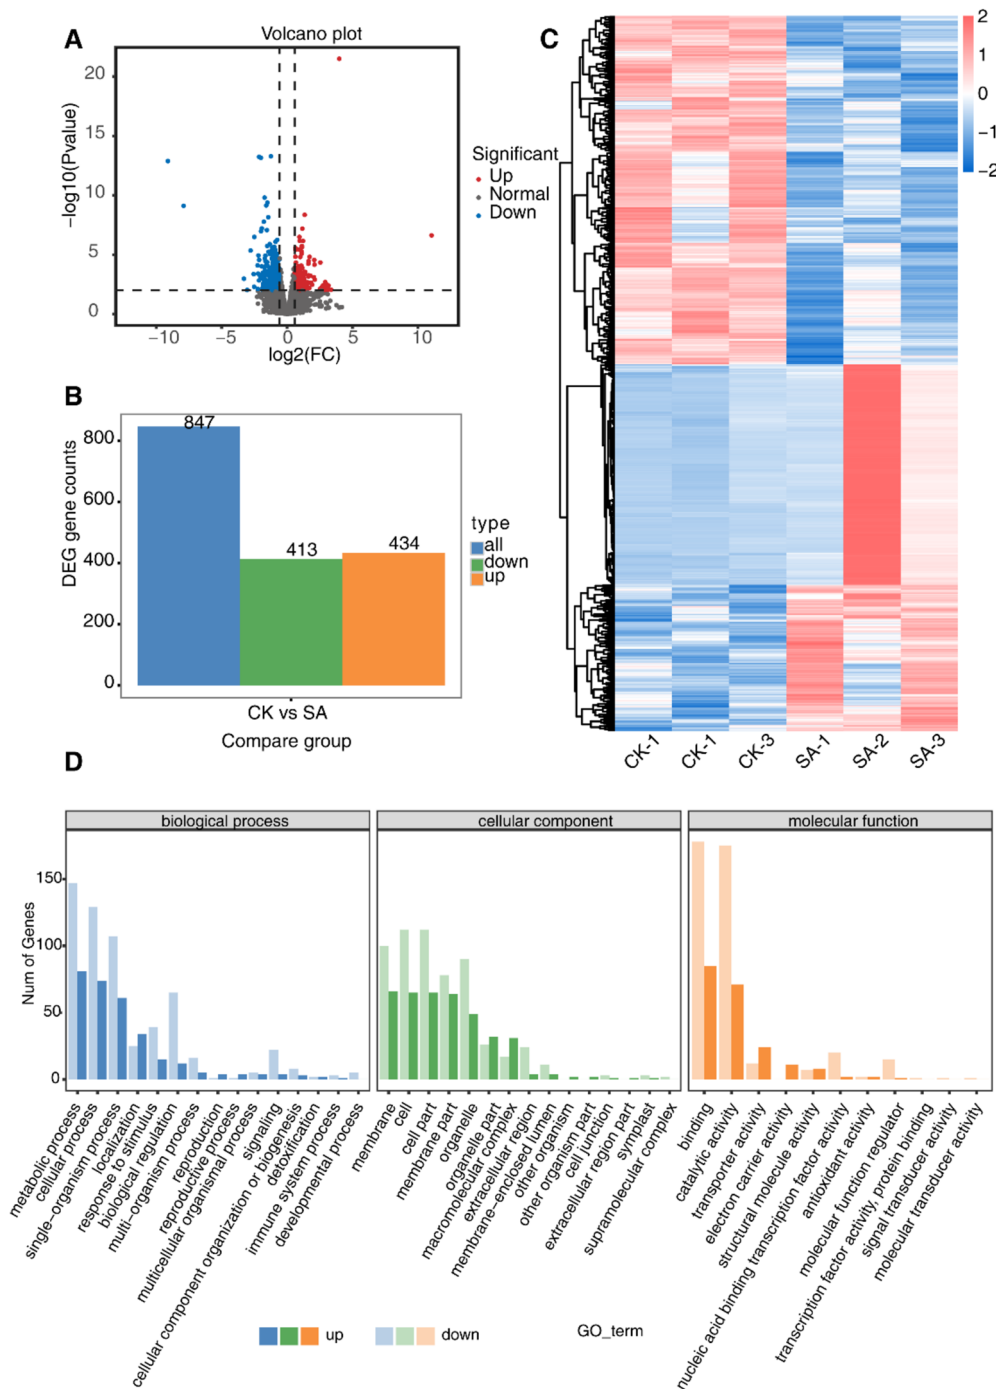 A
Volcano plot
20
15
10
5
0
−log10(Pvalue)
−10
−5
0
5
10
log2(FC)
Significant
Up
Normal
Down
B
800
600
400
200
0
DEG gene counts
847
413
434
CK vs SA
Compare group
type
all
down
up
C
2
1
0
−1
−2
CK-1
CK-1
CK-3
SA-1
SA-2
SA-3
D
biological process
cellular component
molecular function
150
100
50
0
Num of Genes
metabolic process
cellular process
single−organism process
localization
response to stimulus
biological regulation
multi−organism process
reproduction
reproductive process
multicellular organismal process
signaling
cellular component organization or biogenesis
detoxification
immune system process
developmental process
membrane
cell
cell part
membrane part
organelle
organelle part
macromolecular complex
extracellular region
membrane−enclosed lumen
other organism
other organism part
cell junction
extracellular region part
symplast
supramolecular complex
binding
catalytic activity
transporter activity
electron carrier activity
structural molecule activity
nucleic acid binding transcription factor activity
antioxidant activity
molecular function regulator
transcription factor activity, protein binding
signal transducer activity
molecular transducer activity
up
down
GO_term